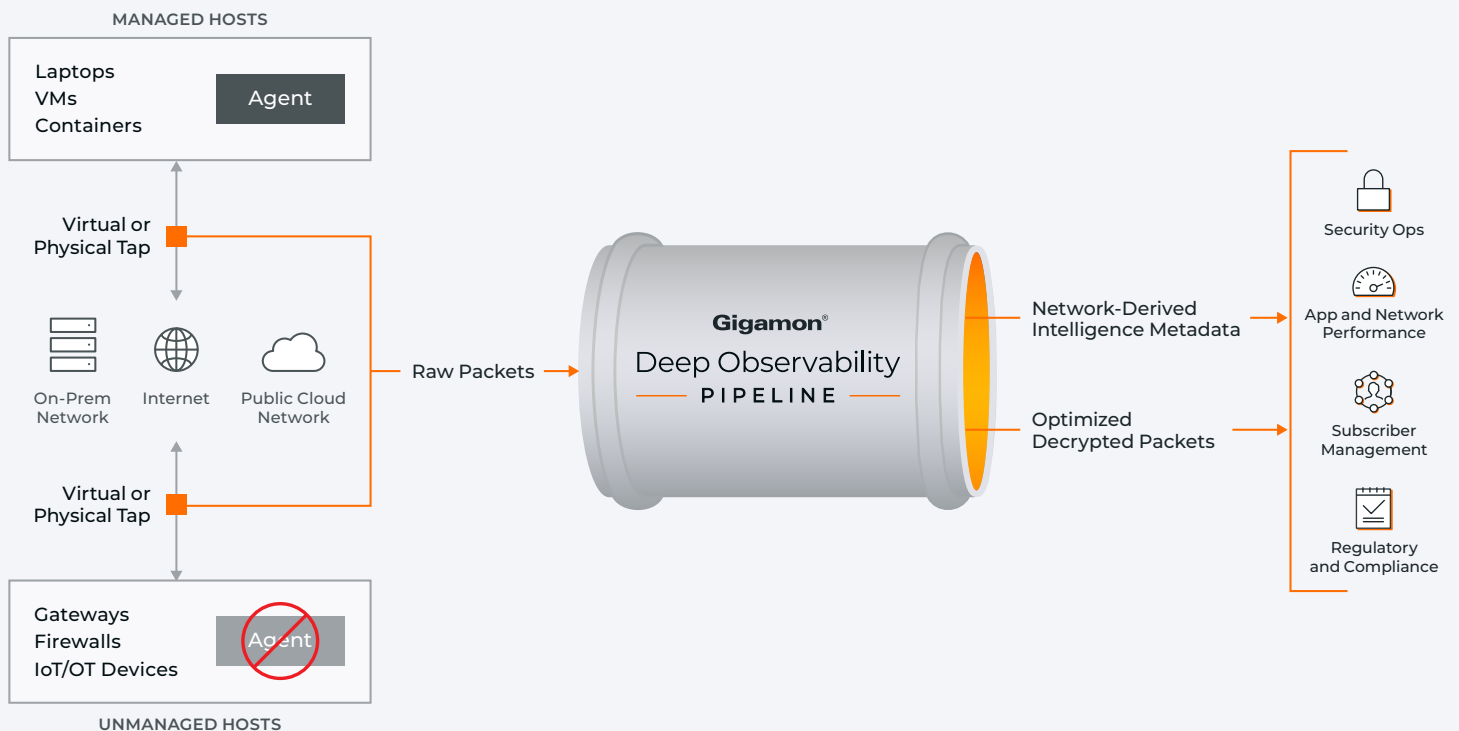 MANAGED HOSTS
Laptops
VMs
Containers
Agent
Virtual or
Physical Tap
On-Prem
Network
Internet
Public Cloud
Network
Virtual or
Physical Tap
Gateways
Firewalls
IoT/OT Devices
Agent
UNMANAGED HOSTS
Raw Packets
Gigamon®
Deep Observability
PIPELINE
Network-Derived
Intelligence Metadata
Optimized
Decrypted Packets
Security Ops
App and Network
Performance
Subscriber
Management
Regulatory
and Compliance